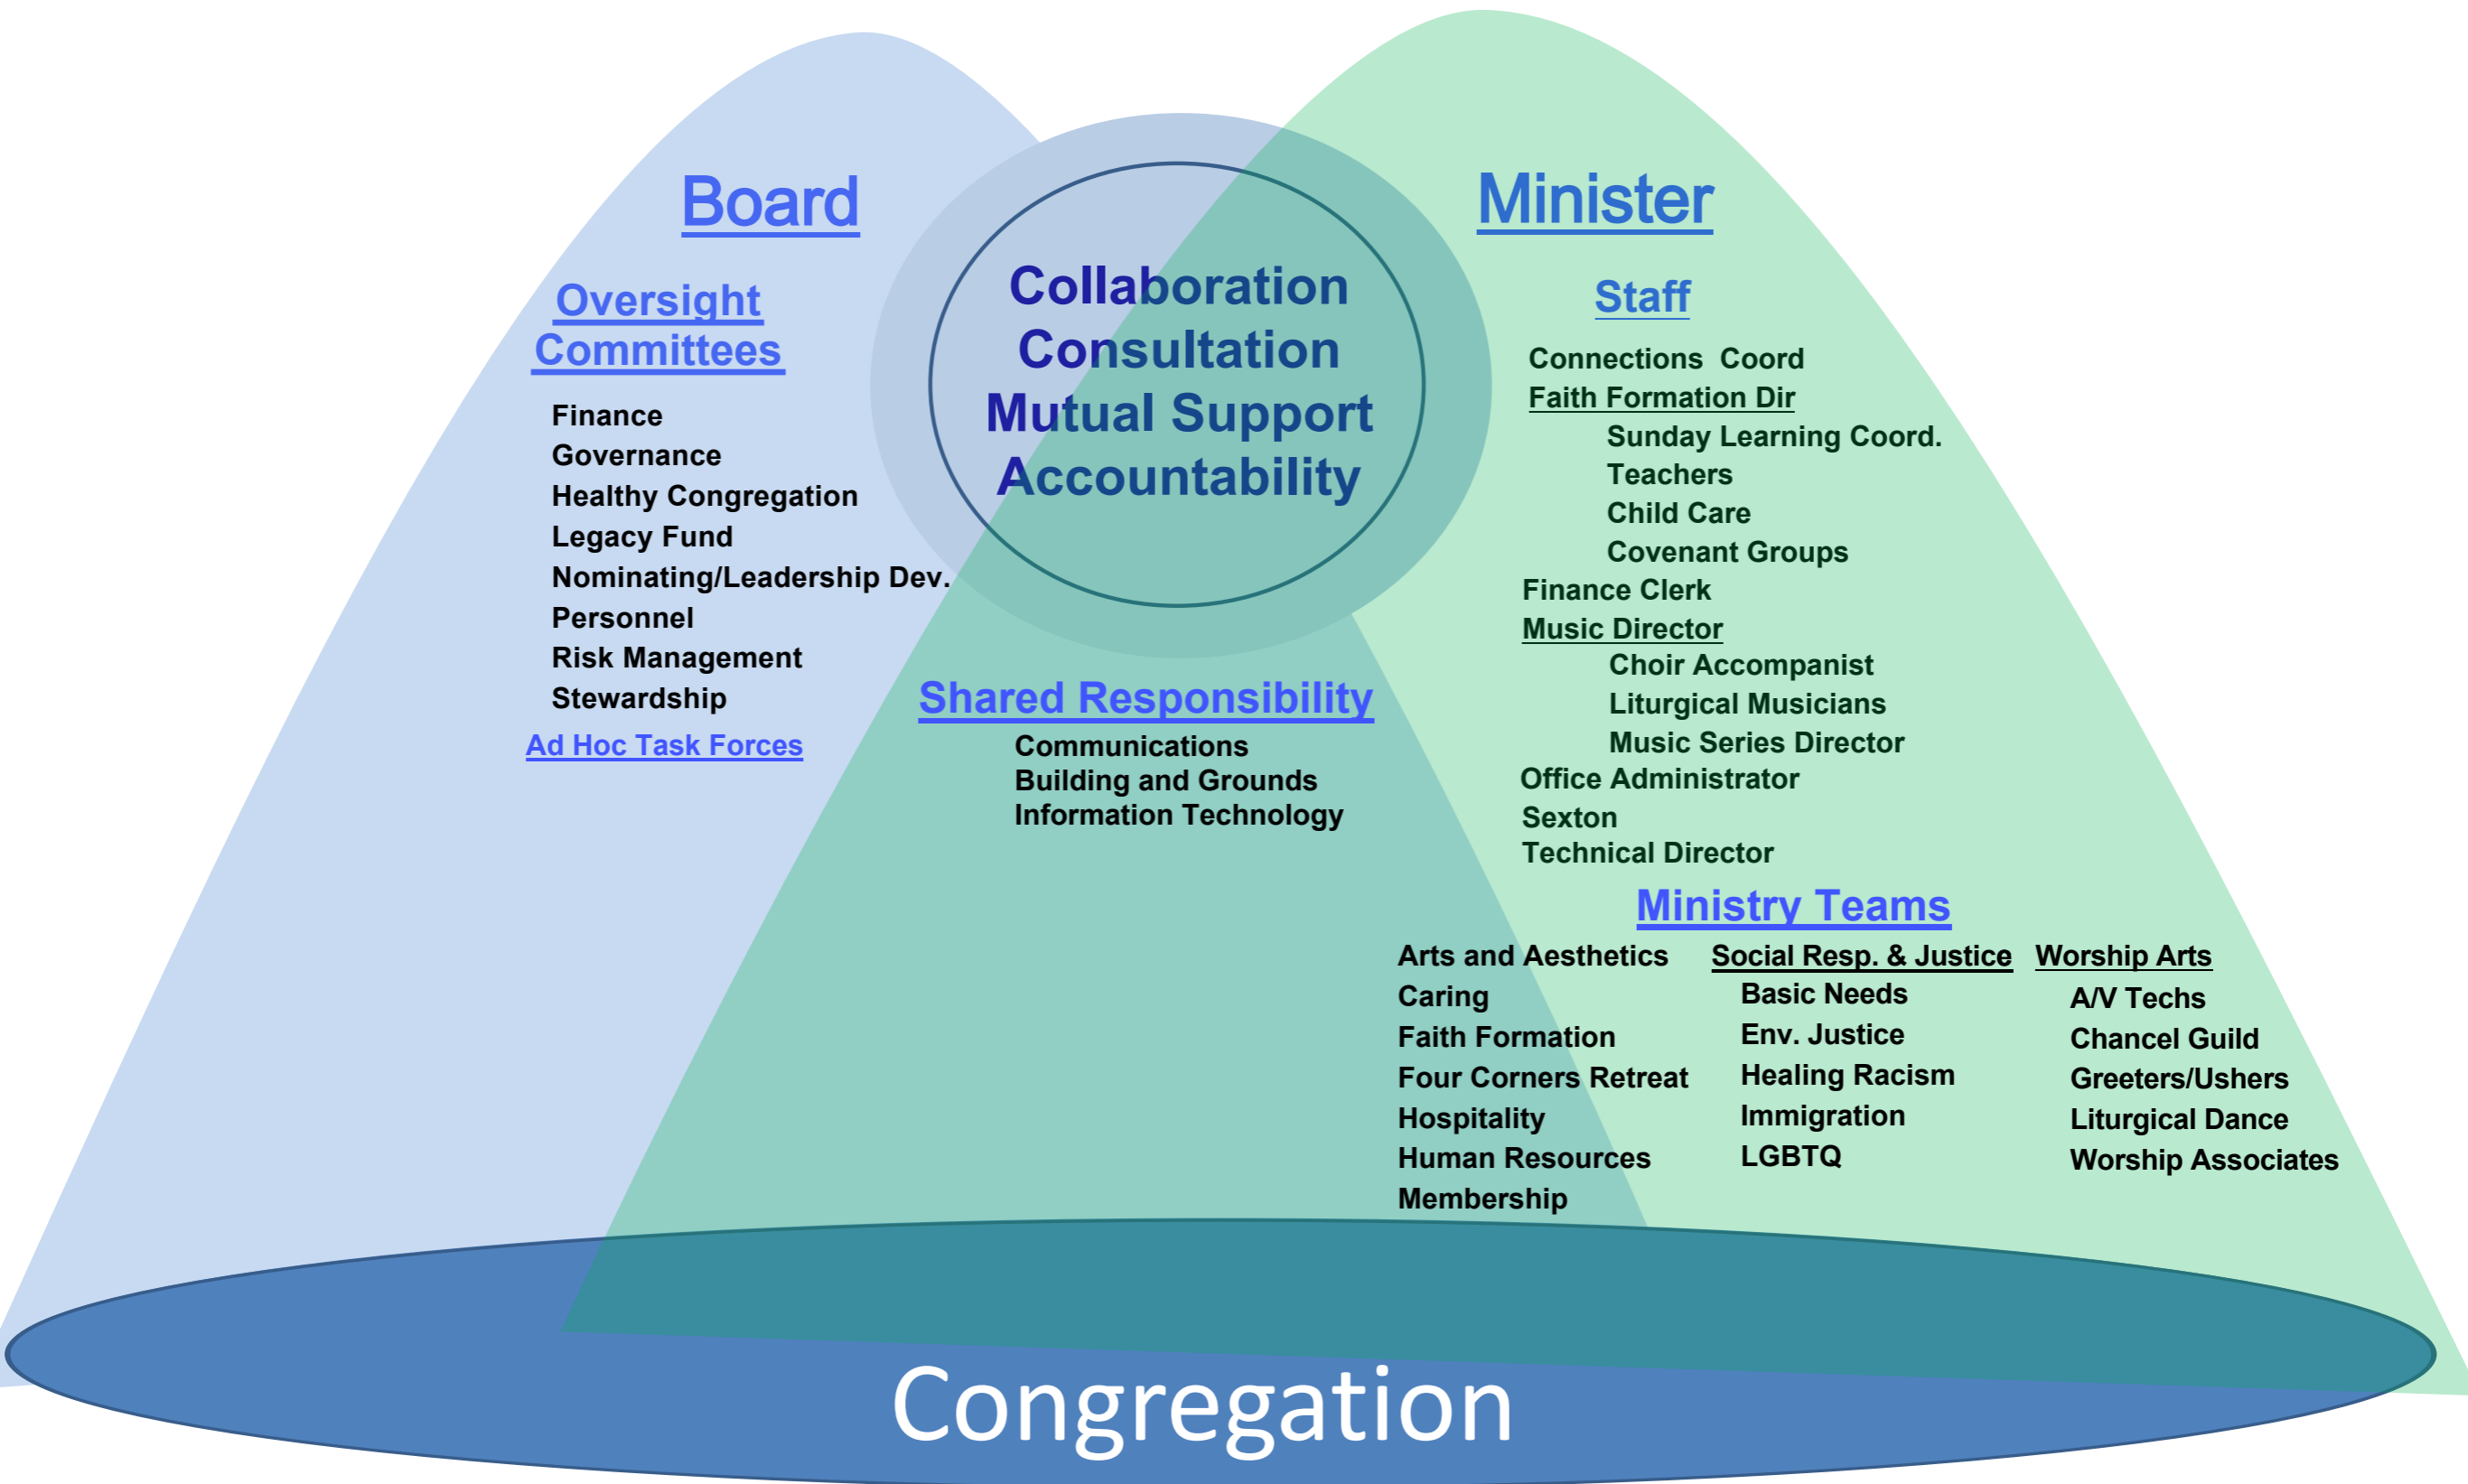 Board
Oversight
Committees
Finance
Governance
Healthy Congregation
Legacy Fund
Nominating/Leadership Dev.
Personnel
Risk Management
Stewardship
Ad Hoc Task Forces
Collaboration
Consultation
Mutual Support
Accountability
Shared Responsibility
Communications
Building and Grounds
Information Technology
Minister
Staff
Connections Coord
Faith Formation Dir
Sunday Learning Coord.
Teachers
Child Care
Covenant Groups
Finance Clerk
Music Director
Choir Accompanist
Liturgical Musicians
Music Series Director
Office Administrator
Sexton
Technical Director
Ministry Teams
Arts and Aesthetics
Caring
Faith Formation
Four Corners Retreat
Hospitality
Human Resources
Membership
Social Resp. & Justice
Basic Needs
Env. Justice
Healing Racism
Immigration
LGBTQ
Worship Arts
A/V Techs
Chancel Guild
Greeters/Ushers
Liturgical Dance
Worship Associates
Congregation